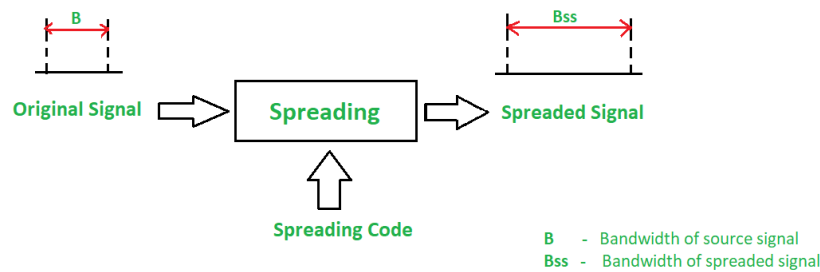 B
Bss
Original Signal
Spreading
Spreaded Signal
Spreading Code
B - Bandwidth of source signal
Bss - Bandwidth of spreaded signal